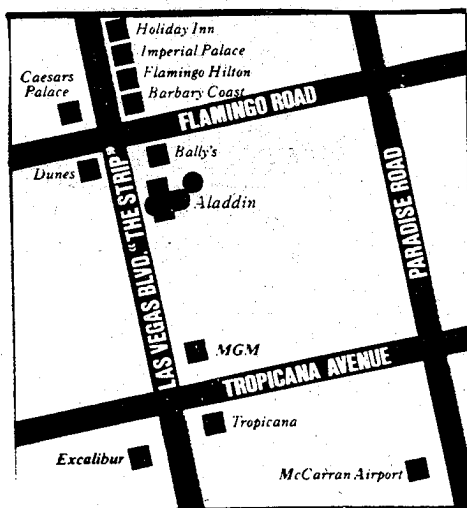 Holiday Inn
Imperial Palace
Flamingo Hilton
Barbary Coast
Caesars
Palace
FLAMINGO ROAD
Bally's
Dunes
Aladdin
LAS VEGAS BLVD. "THE STRIP"
PARADISE ROAD
MGM
TROPICANA AVENUE
Tropicana
Excalibur
McCarran Airport